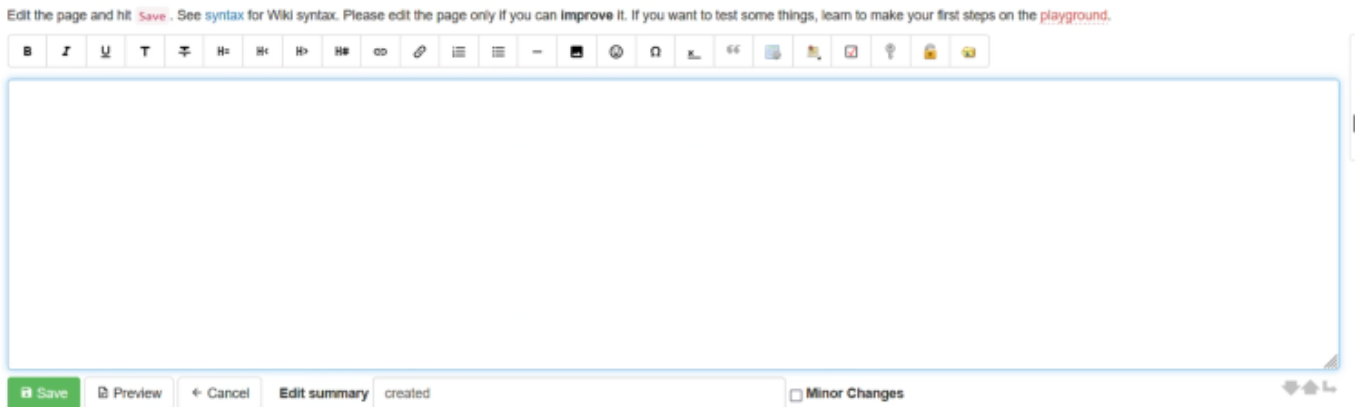 Edit the page and hit Save . See syntax for Wiki syntax. Please edit the page only if you can improve it. If you want to test some things, learn to make your first steps on the playground.
B I U T T H= H< H> H# Ω
Save Preview Cancel Edit summary created Minor Changes